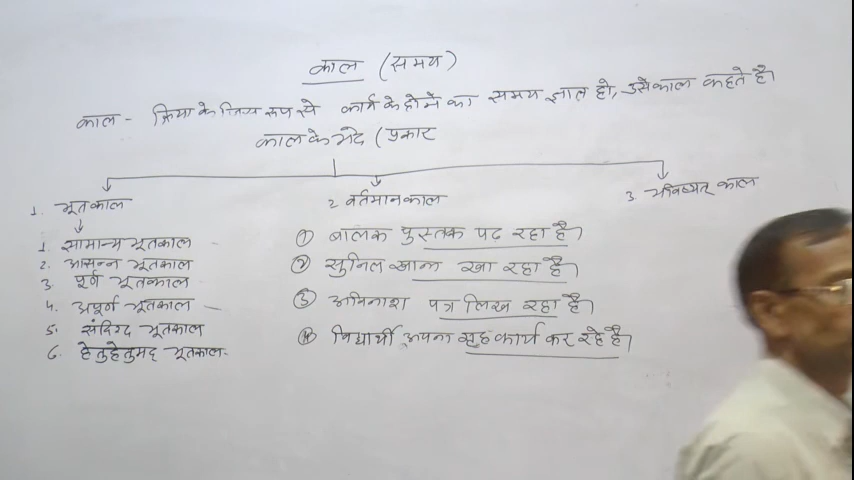 काल (समय)
काल - क्रिया के जिस रूप से कार्य के होने का समय ज्ञात हो, उसे काल कहते है।
काल के भेद (प्रकार
1. भूतकाल
2 वर्तमानकाल
3. भविष्यत् काल
1. सामान्य भूतकाल
2. आसन्न भूतकाल
3 पूर्ण भूतकाल
4. अपूर्ण भूतकाल
5. संदिग्द भूतकाल
6. हेतुहेतुमद् भूतकाल
① बालक पुस्तक पढ रहा है।
② सुनिल खाना खा रहा है।
③ अविनाश पत्र लिख रहा है।
④ विद्यार्थी अपना गृहकार्य कर रहे है।